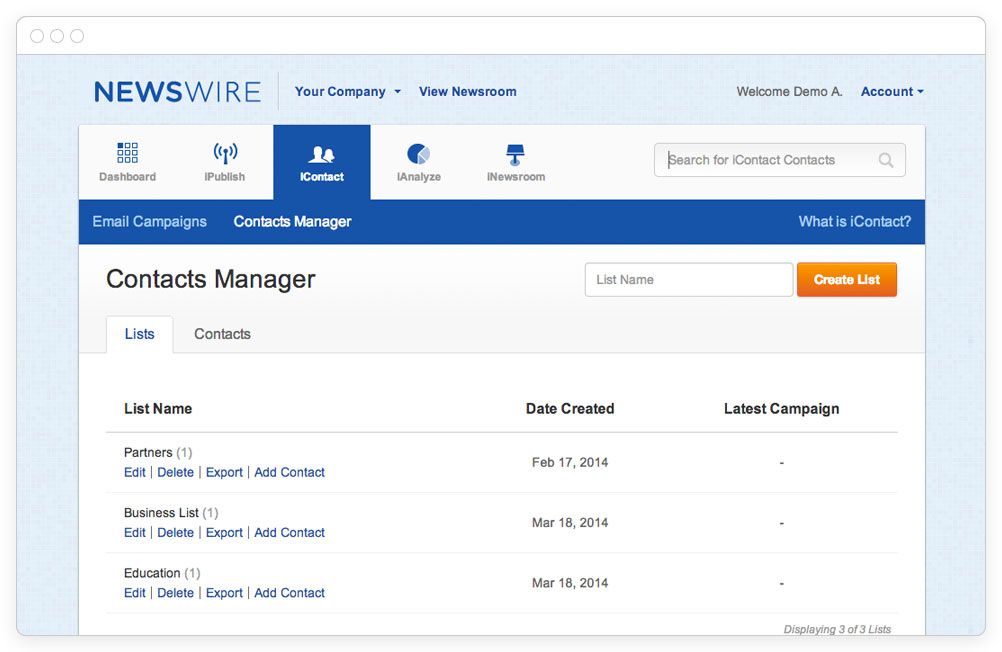 NEWSWIRE Your Company View Newsroom Welcome Demo A. Account
Dashboard iPublish iContact iAnalyze iNewsroom Search for iContact Contacts
Email Campaigns Contacts Manager What is iContact?
Contacts Manager List Name Create List
Lists Contacts
List Name Date Created Latest Campaign
Partners (1)
Edit | Delete | Export | Add Contact Feb 17, 2014 -
Business List (1)
Edit | Delete | Export | Add Contact Mar 18, 2014 -
Education (1)
Edit | Delete | Export | Add Contact Mar 18, 2014 -
Displaying 3 of 3 Lists